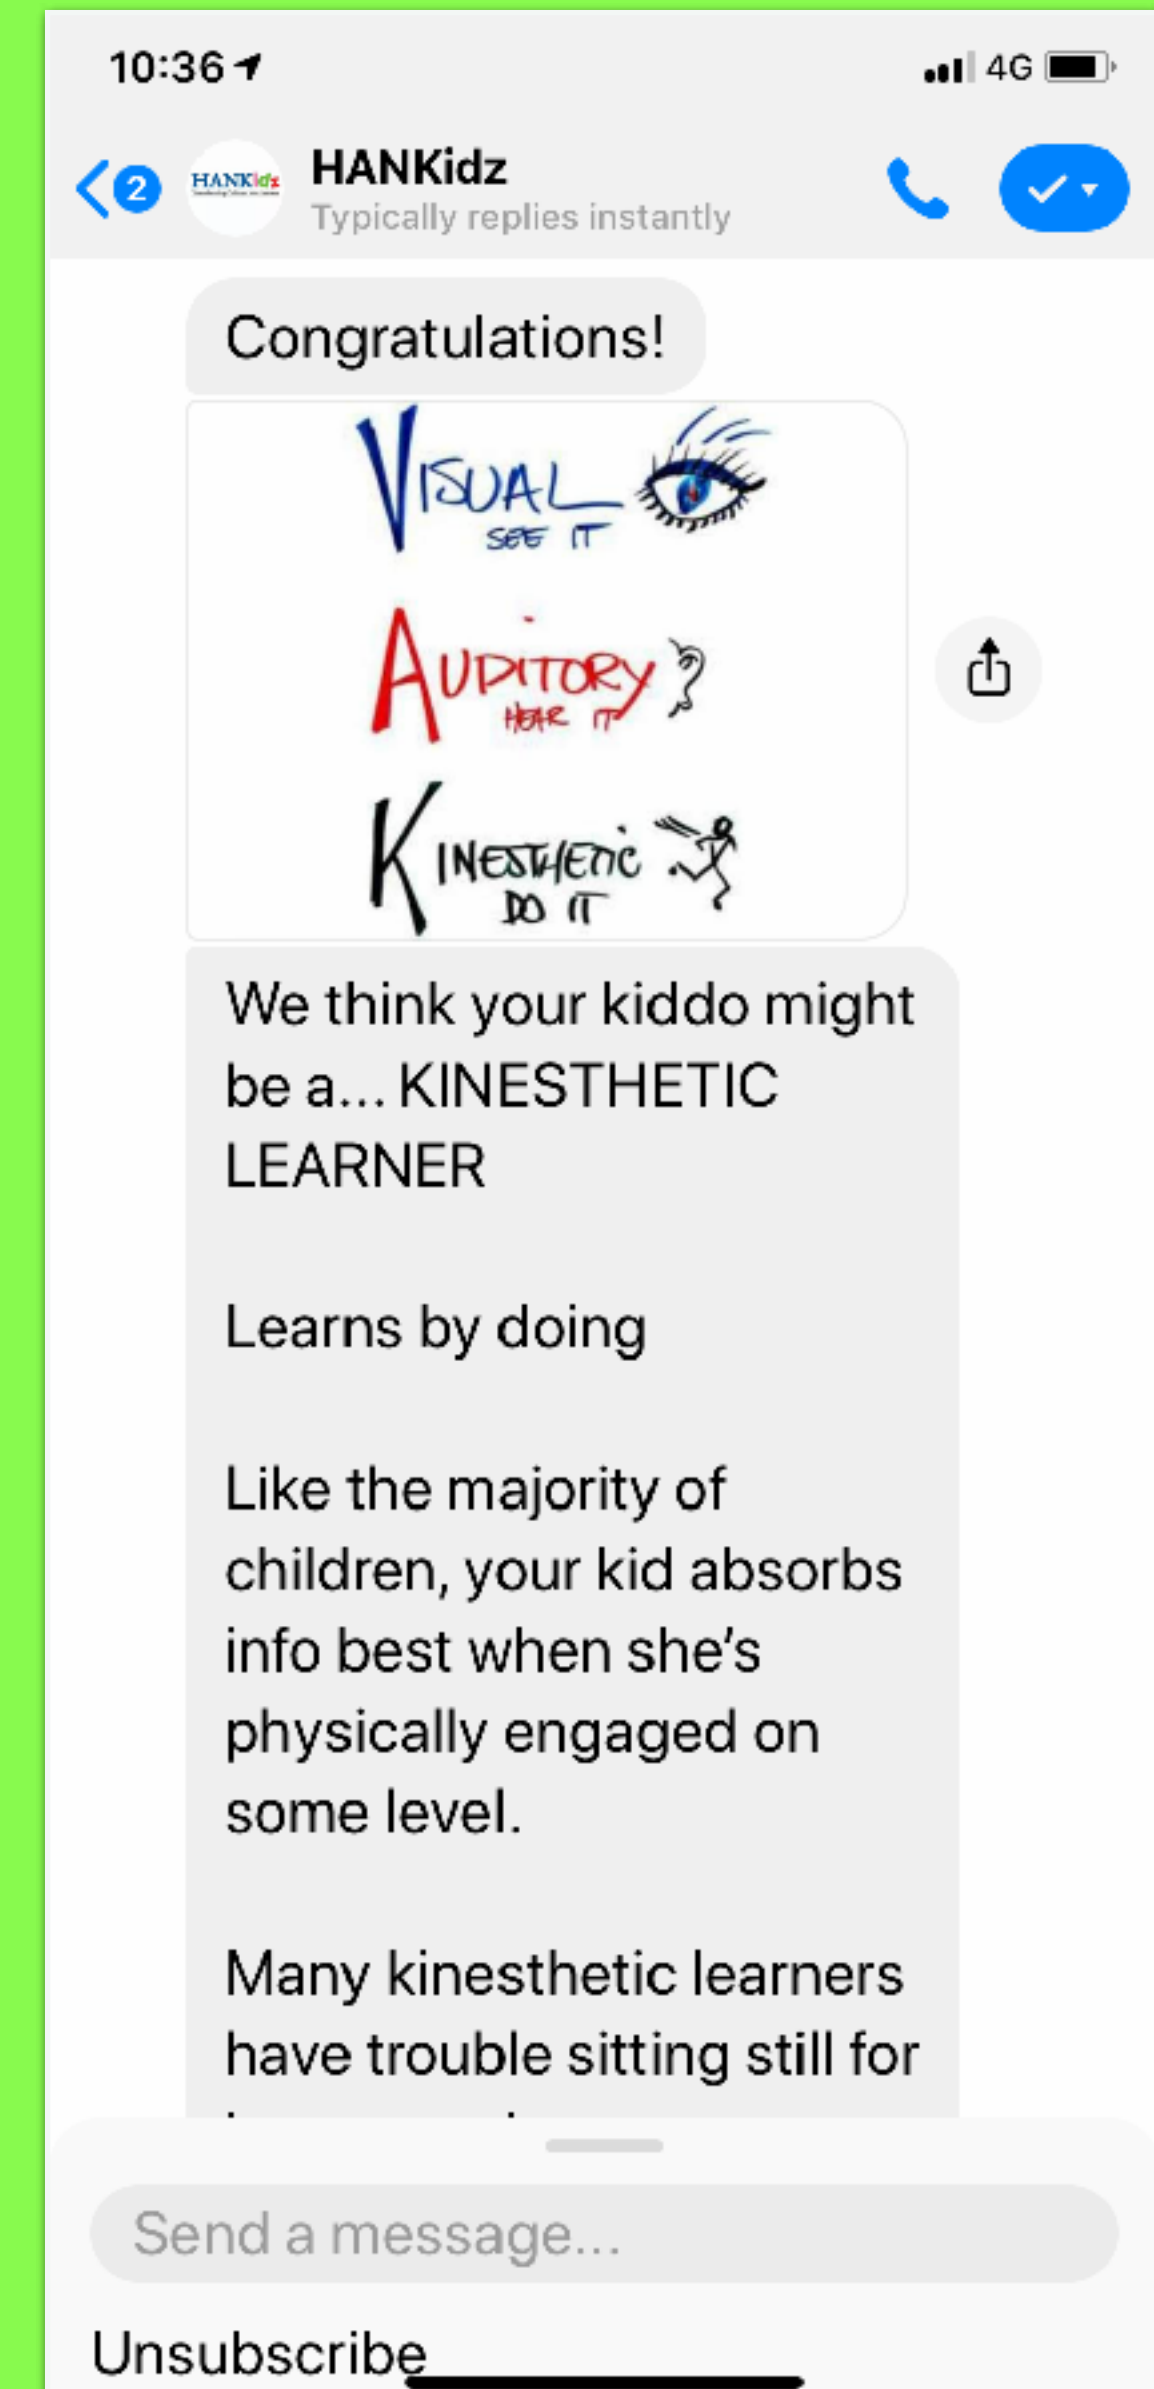 10:36
4G
2
HANKidz
HANKidz
Typically replies instantly
Congratulations!
VISUAL
SEE IT
AUDITORY
HEAR IT
KINESTHETIC
DO IT
We think your kiddo might
be a... KINESTHETIC
LEARNER
Learns by doing
Like the majority of
children, your kid absorbs
info best when she’s
physically engaged on
some level.
Many kinesthetic learners
have trouble sitting still for
Send a message...
Unsubscribe